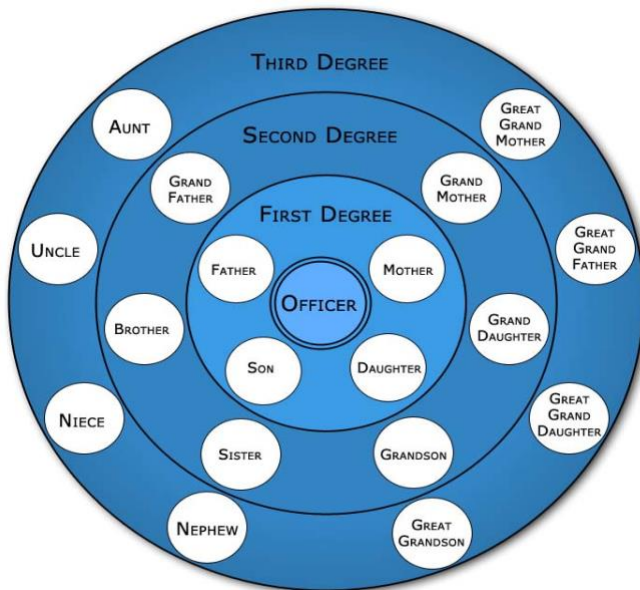 Third Degree
Aunt
Great
Grand
Mother
Second Degree
Grand
Father
Grand
Mother
First Degree
Uncle
Great
Grand
Father
Father
Mother
Officer
Brother
Grand
Daughter
Son
Daughter
Niece
Great
Grand
Daughter
Sister
Grandson
Nephew
Great
Grandson